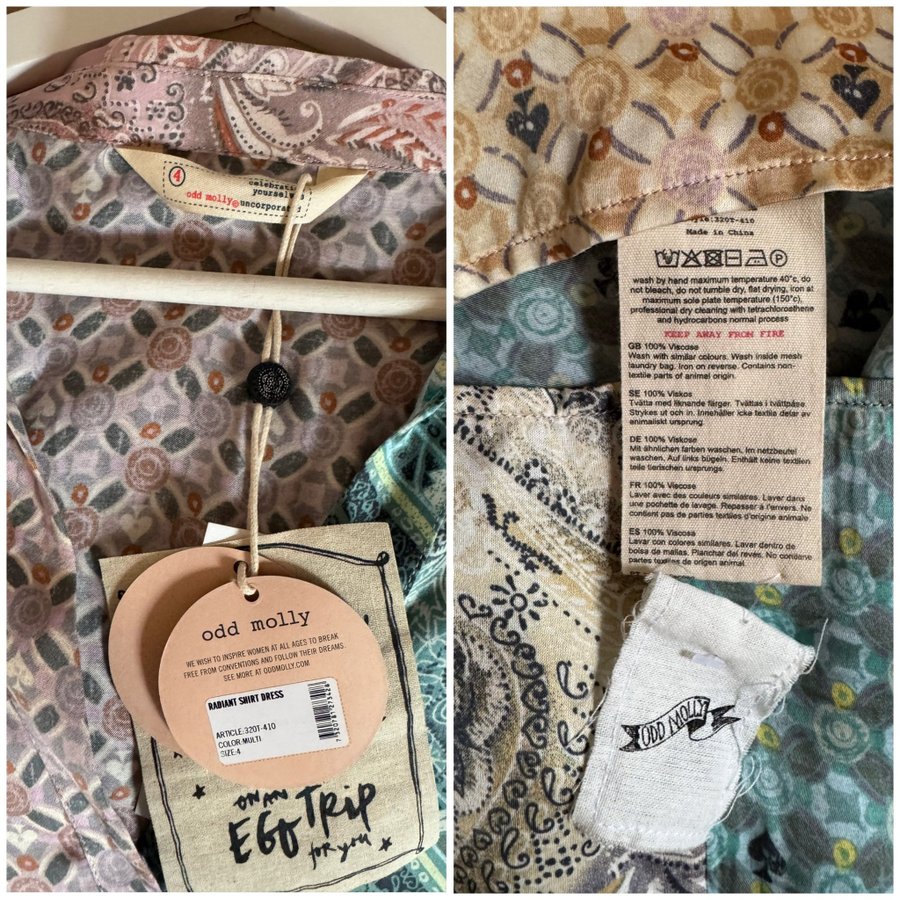 4
celebrating
yourselves
odd molly uncorporated
odd molly
WE WISH TO INSPIRE WOMEN AT ALL AGES TO BREAK
FREE FROM CONVENTIONS AND FOLLOW THEIR DREAMS.
SEE MORE AT ODDMOLLY.COM
RADIANT SHIRT DRESS
ARTICLE:320T-410
COLOR:MULTI
SIZE:4
ON AN
EGO TRIP
for you
yle:320T-410
Made in China
wash by hand maximum temperature 40°c, do
not bleach, do not tumble dry, flat drying, iron at
maximum sole plate temperature (150°c),
professional dry cleaning with tetrachlorosthene
and hydrocarbons normal process
KEEP AWAY FROM FIRE
GB 100% Viscose
Wash with similar colours. Wash inside mesh
laundry bag. Iron on reverse. Contains non-
textile parts of animal origin.
SE 100% Viskos
Tvätta med liknande färger. Tvättas i tvättpåse.
Strykes ut och in. Innehåller icke textila delar av
animaliskt ursprung.
DE 100% Viskose
Mit ähnlichen farben waschen. Im netzbeutel
waschen. Auf links bügeln. Enthält keine textilen
teile tierischen ursprungs.
FR 100% Viscose
Laver avec des couleurs similaires. Laver dans
une pochette de lavage. Repasser à l'envers. Ne
contient pas de parties textiles d'origine animale.
ES 100% Viscosa
Lavar con colores similares. Lavar dentro de
bolsa de mallas. Planchar del revés. No contiene
partes textiles de origen animal.
ODD MOLLY